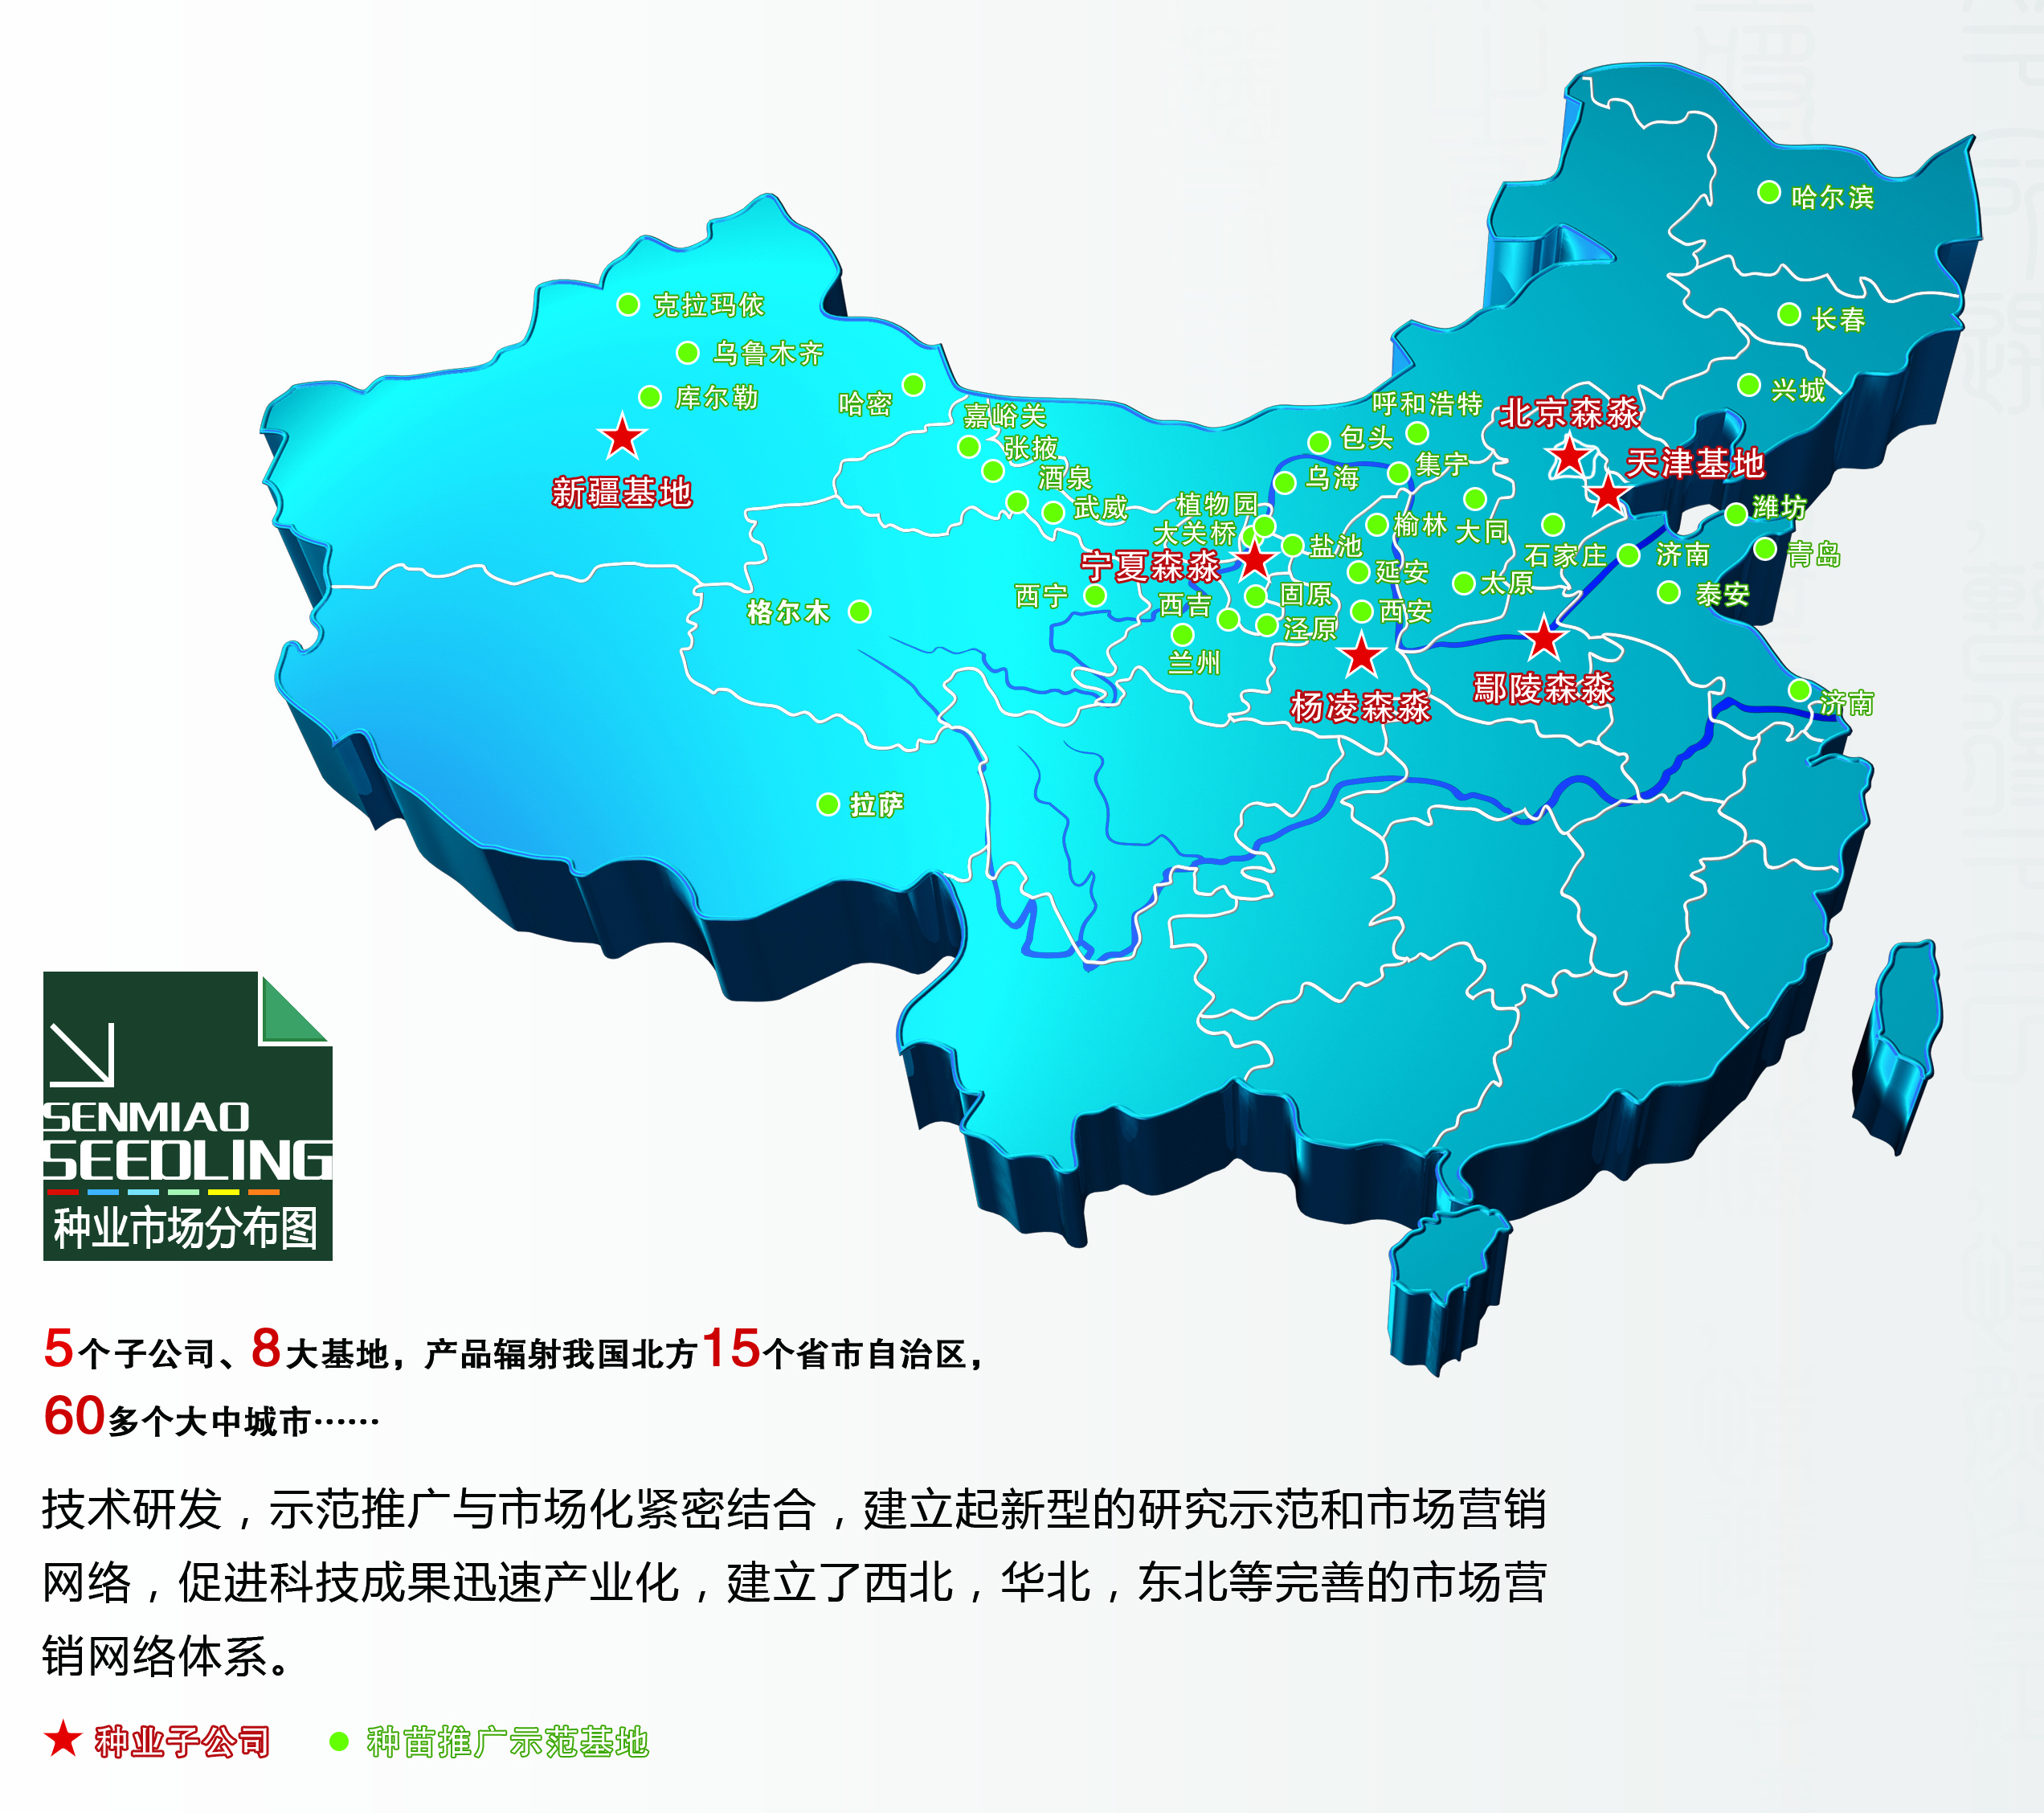 哈尔滨
长春
兴城
克拉玛依
乌鲁木齐
库尔勒
新疆基地
哈密
嘉峪关
张掖
酒泉
武威
呼和浩特
包头
集宁
乌海
北京森淼
天津基地
植物园
大关桥
宁夏森淼
盐池
榆林
大同
石家庄
济南
潍坊
青岛
泰安
延安
太原
西宁
西吉
固原
西安
泾原
兰州
格尔木
杨凌森淼
鄢陵森淼
济南
拉萨
SENMIAO
SEEDLING
种业市场分布图
5个子公司、8大基地，产品辐射我国北方15个省市自治区，
60多个大中城市……
技术研发，示范推广与市场化紧密结合，建立起新型的研究示范和市场营销
网络，促进科技成果迅速产业化，建立了西北，华北，东北等完善的市场营
销网络体系。
种业子公司
种苗推广示范基地